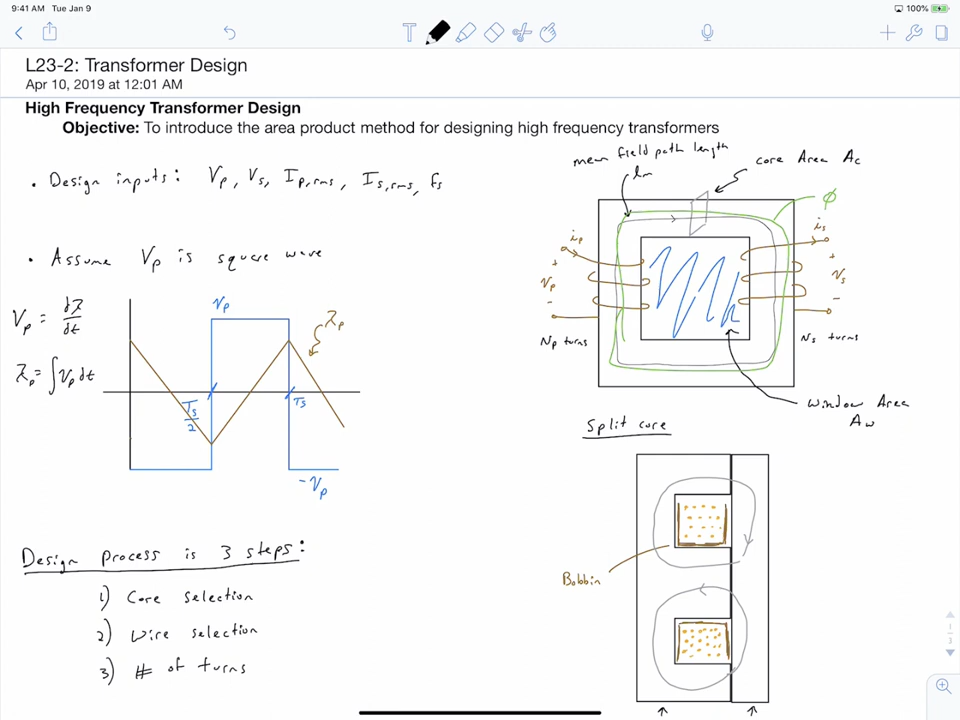 9:41 AM Tue Jan 9
100%
L23-2: Transformer Design
Apr 10, 2019 at 12:01 AM
High Frequency Transformer Design
Objective: To introduce the area product method for designing high frequency transformers
• Design inputs: Vp, Vs, Ip,rms, Is,rms, fs
• Assume Vp is square wave
Vp = dλ/dt
λp = ∫vp dt
vp
λp
Ts/2
Ts
-Vp
Design process is 3 steps:
1) Core selection
2) Wire selection
3) # of turns
mean field path length
lm
core Area Ac
ϕ
ip
+
vp
-
Np turns
is
+
vs
-
Ns turns
Window Area
Aw
Split core
Bobbin
1
3